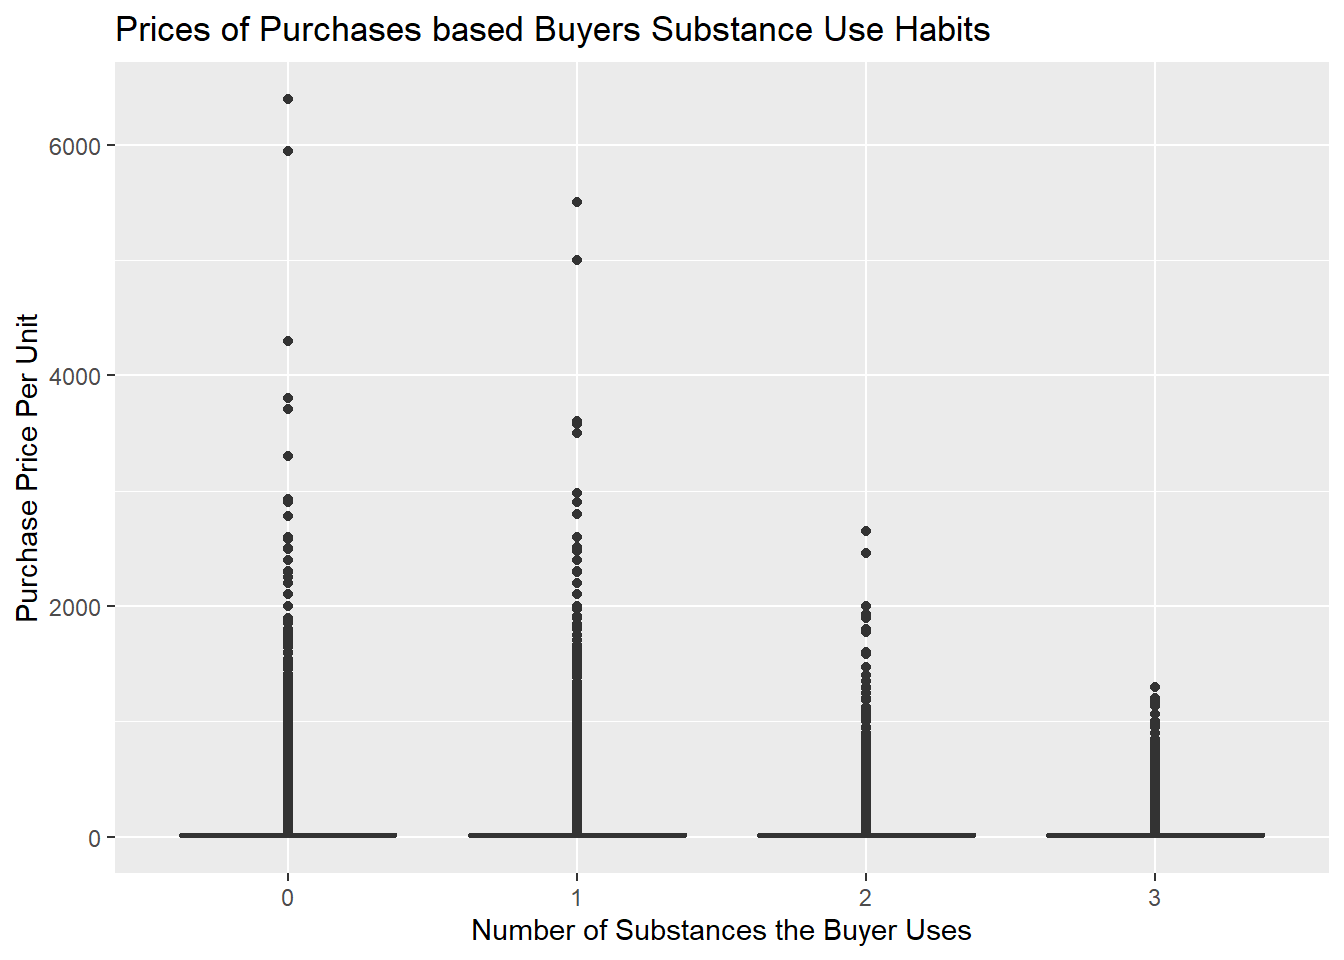 Prices of Purchases based Buyers Substance Use Habits
Purchase Price Per Unit
6000
4000
2000
0
0 1 2 3
Number of Substances the Buyer Uses